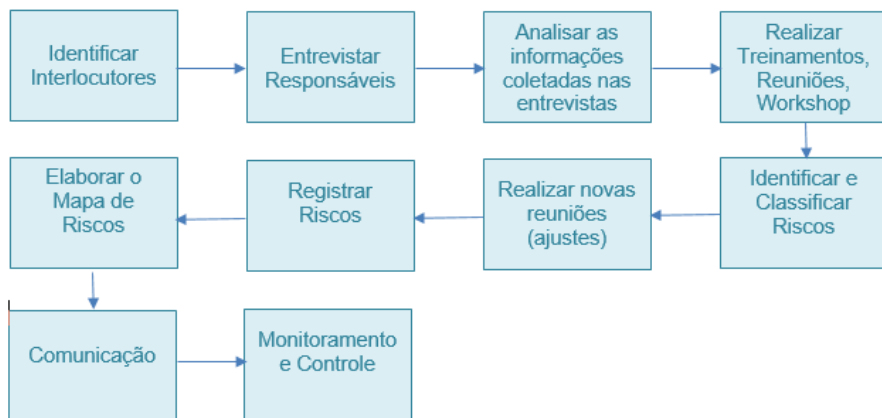 Identificar
Interlocutores
Entrevistar
Responsáveis
Analisar as
informações
coletadas nas
entrevistas
Realizar
Treinamentos,
Reuniões,
Workshop
Identificar e
Classificar
Riscos
Realizar novas
reuniões
(ajustes)
Registrar
Riscos
Elaborar o
Mapa de
Riscos
Comunicação
Monitoramento
e Controle